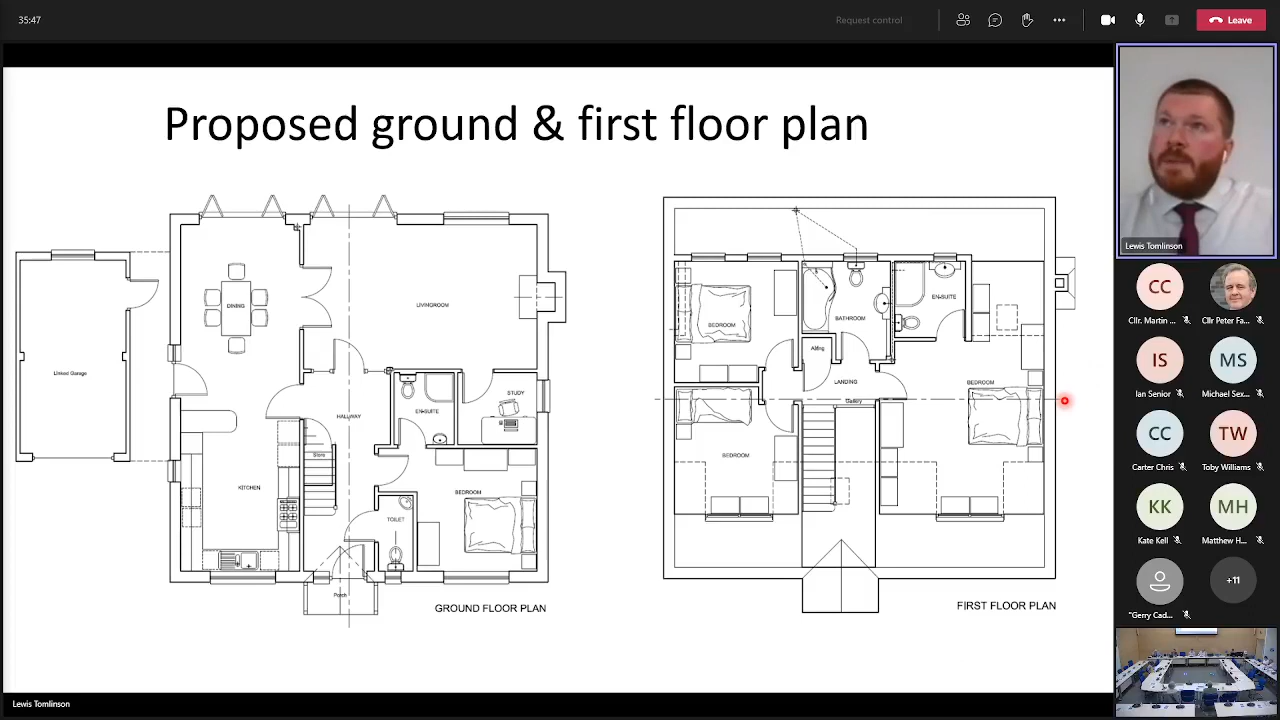 35:47
Request control
Leave
Proposed ground & first floor plan
Linked Garage
DINING
LIVINGROOM
HALLWAY
EN-SUITE
STUDY
Store
KITCHEN
BEDROOM
TOILET
Porch
GROUND FLOOR PLAN
BEDROOM
BATHROOM
EN-SUITE
LANDING
Gallery
BEDROOM
BEDROOM
FIRST FLOOR PLAN
Lewis Tomlinson
CC
Cllr. Martin ...
Cllr Peter Fa...
IS
Ian Senior
MS
Michael Sex...
CC
Carter Chris
TW
Toby Williams
KK
Kate Kell
MH
Matthew H...
"Gerry Cad...
+11
Lewis Tomlinson